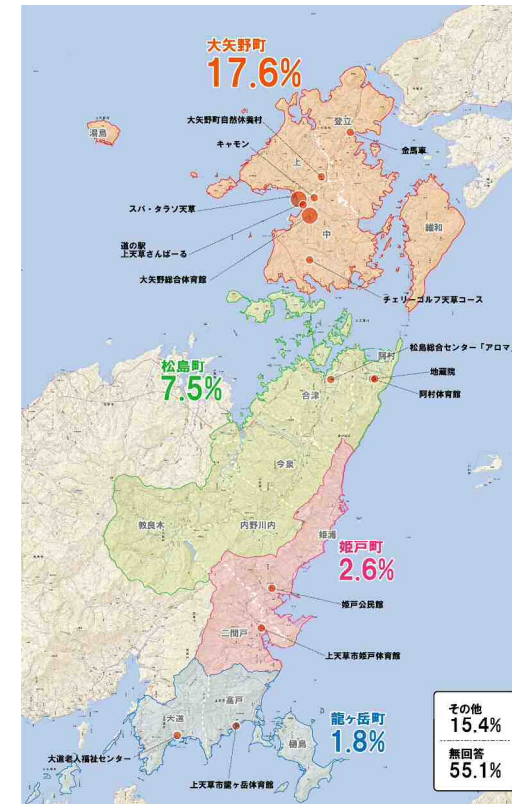 大矢野町
17.6%
大矢野町自然休養村
登立
湯島
キャモン
上
金馬車
スパ・タラソ天草
維和
中
道の駅
上天草さんぱーる
大矢野総合体育館
チェリーゴルフ天草コース
松島総合センター「アロマ」
阿村
松島町
7.5%
地蔵院
合津
阿村体育館
今泉
教良木
内野川内
姫浦
姫戸町
2.6%
姫戸公民館
二間戸
上天草市姫戸体育館
高戸
大道
龍ヶ岳町
1.8%
樋島
大道老人福祉センター
上天草市龍ヶ岳体育館
その他
15.4%
無回答
55.1%